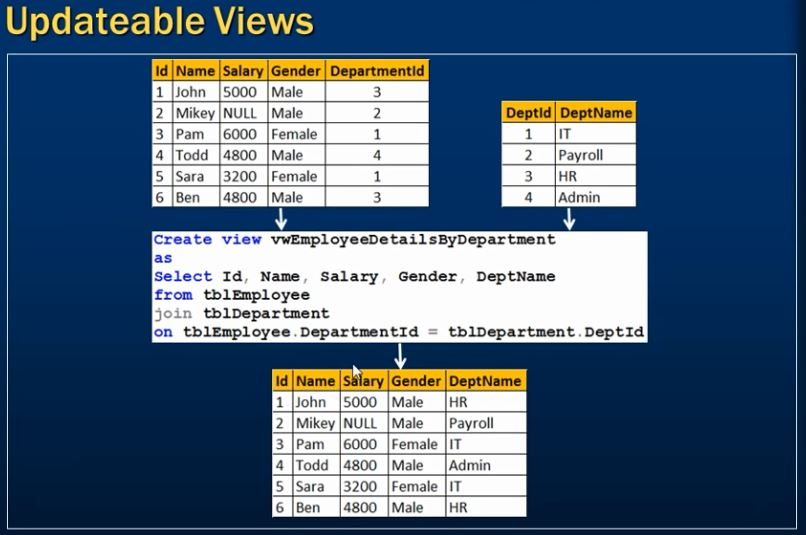 Updateable Views
Id Name Salary Gender DepartmentId
1 John 5000 Male 3
2 Mikey NULL Male 2
3 Pam 6000 Female 1
4 Todd 4800 Male 4
5 Sara 3200 Female 1
6 Ben 4800 Male 3
DeptId DeptName
1 IT
2 Payroll
3 HR
4 Admin
Create view vwEmployeeDetailsByDepartment
as
Select Id, Name, Salary, Gender, DeptName
from tblEmployee
join tblDepartment
on tblEmployee.DepartmentId = tblDepartment.DeptId
Id Name Salary Gender DeptName
1 John 5000 Male HR
2 Mikey NULL Male Payroll
3 Pam 6000 Female IT
4 Todd 4800 Male Admin
5 Sara 3200 Female IT
6 Ben 4800 Male HR